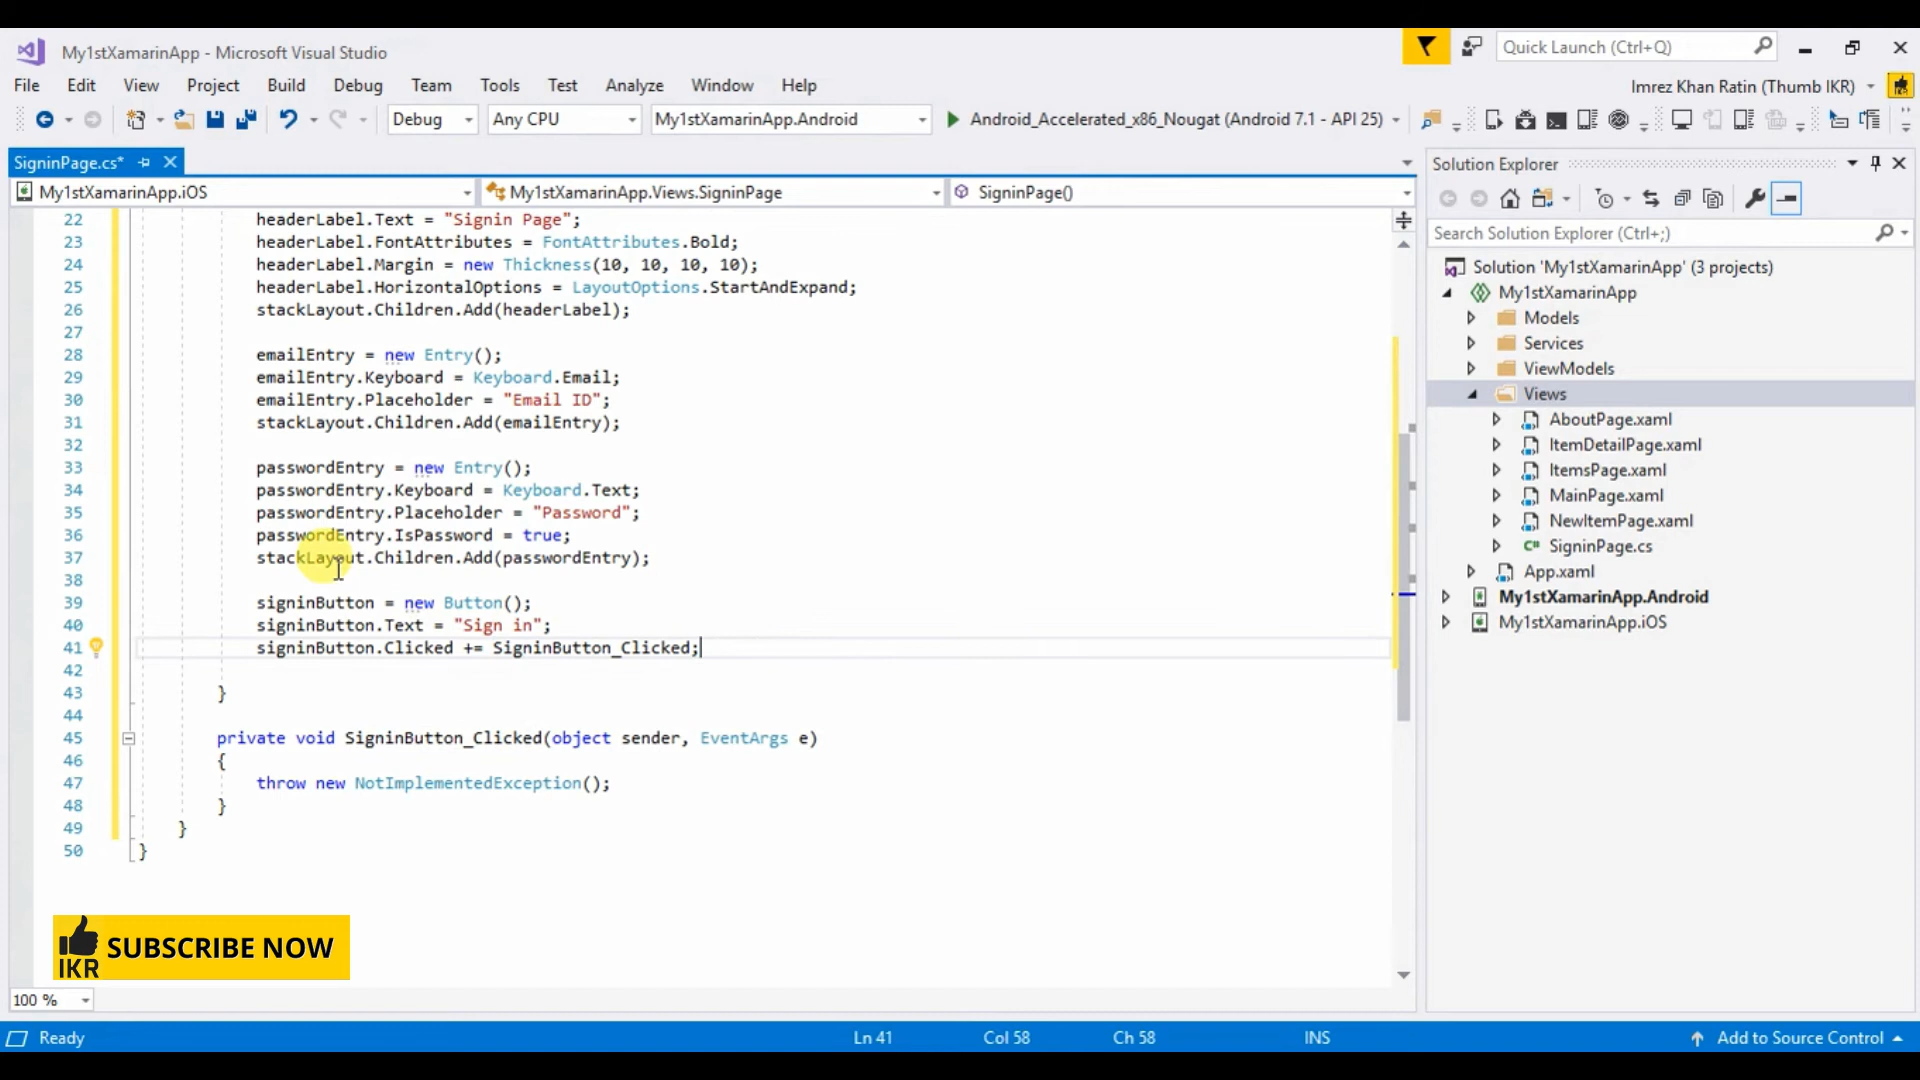 My1stXamarinApp - Microsoft Visual Studio
Quick Launch (Ctrl+Q)
File Edit View Project Build Debug Team Tools Test Analyze Window Help
Imrez Khan Ratin (Thumb IKR)
Debug Any CPU My1stXamarinApp.Android Android_Accelerated_x86_Nougat (Android 7.1 - API 25)
SigninPage.cs*
My1stXamarinApp.iOS My1stXamarinApp.Views.SigninPage SigninPage()
22 headerLabel.Text = "Signin Page";
23 headerLabel.FontAttributes = FontAttributes.Bold;
24 headerLabel.Margin = new Thickness(10, 10, 10, 10);
25 headerLabel.HorizontalOptions = LayoutOptions.StartAndExpand;
26 stackLayout.Children.Add(headerLabel);
27
28 emailEntry = new Entry();
29 emailEntry.Keyboard = Keyboard.Email;
30 emailEntry.Placeholder = "Email ID";
31 stackLayout.Children.Add(emailEntry);
32
33 passwordEntry = new Entry();
34 passwordEntry.Keyboard = Keyboard.Text;
35 passwordEntry.Placeholder = "Password";
36 passwordEntry.IsPassword = true;
37 stackLayout.Children.Add(passwordEntry);
38
39 signinButton = new Button();
40 signinButton.Text = "Sign in";
41 signinButton.Clicked += SigninButton_Clicked;
42
43 }
44
45 private void SigninButton_Clicked(object sender, EventArgs e)
46 {
47 throw new NotImplementedException();
48 }
49 }
50 }
Solution Explorer
Search Solution Explorer (Ctrl+;)
Solution 'My1stXamarinApp' (3 projects)
My1stXamarinApp
Models
Services
ViewModels
Views
AboutPage.xaml
ItemDetailPage.xaml
ItemsPage.xaml
MainPage.xaml
NewItemPage.xaml
C# SigninPage.cs
App.xaml
My1stXamarinApp.Android
My1stXamarinApp.iOS
IKR SUBSCRIBE NOW
100 %
Ready Ln 41 Col 58 Ch 58 INS Add to Source Control